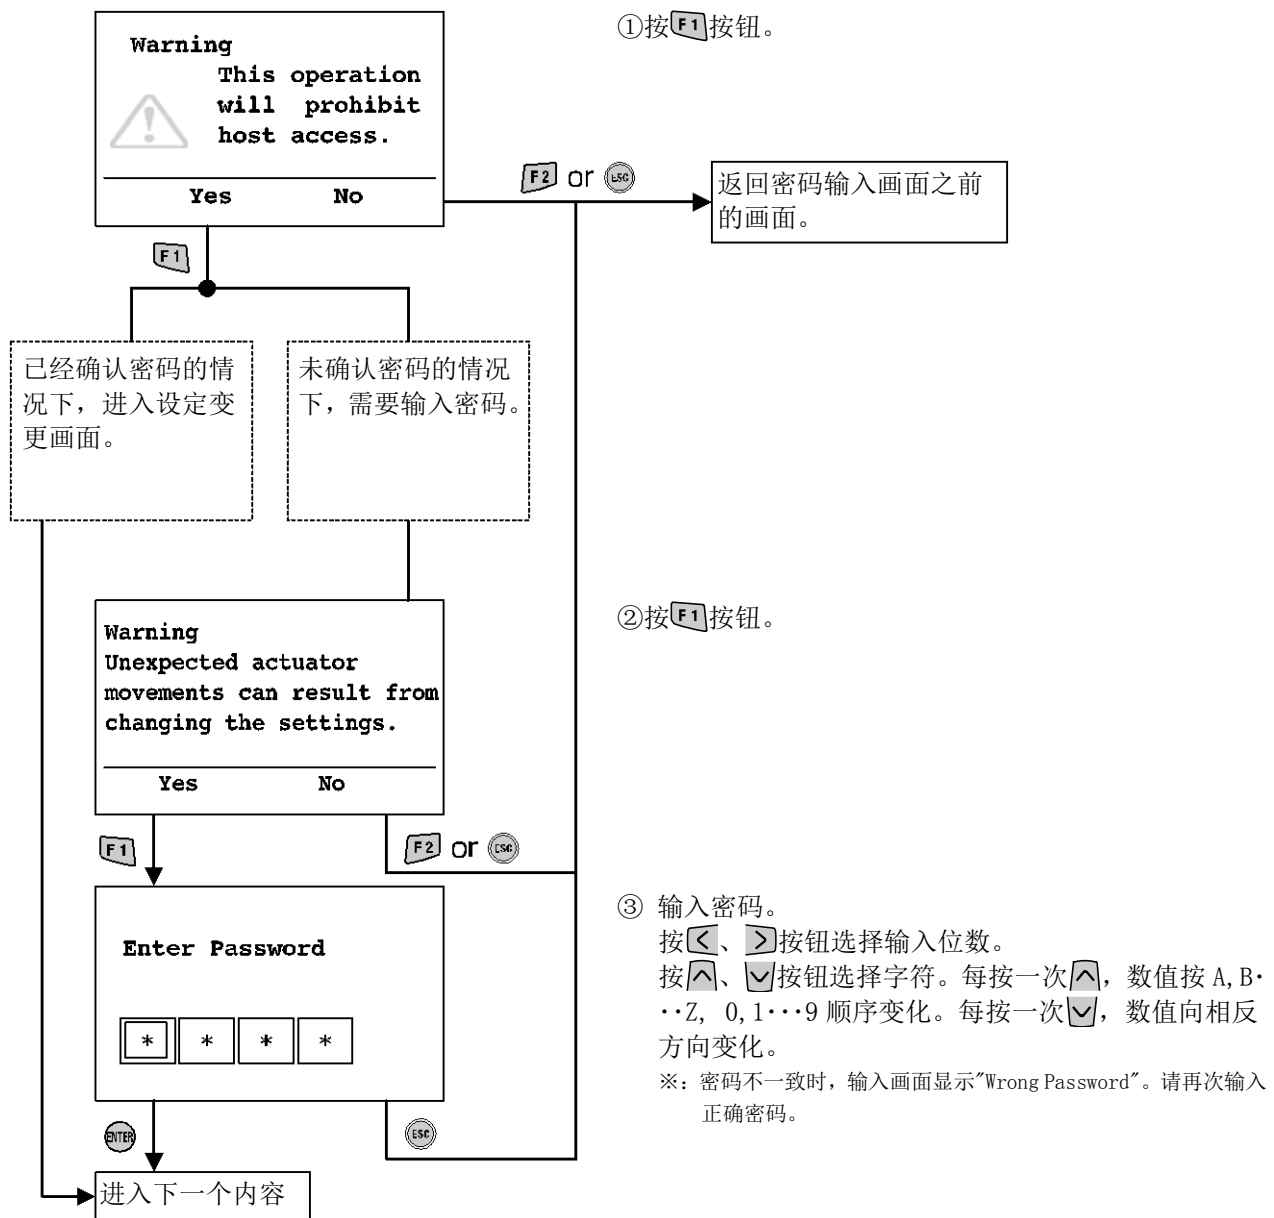 ①按F1按钮。
Warning
This operation
will prohibit
host access.
Yes No
F2 or ESC
返回密码输入画面之前
的画面。
F1
已经确认密码的情
况下，进入设定变
更画面。
未确认密码的情况
下，需要输入密码。
②按F1按钮。
Warning
Unexpected actuator
movements can result from
changing the settings.
Yes No
F1
F2 or ESC
③ 输入密码。
按<、>按钮选择输入位数。
按∧、∨按钮选择字符。每按一次∧，数值按 A,B・
・・Z, 0,1・・・9 顺序变化。每按一次∨，数值向相反
方向变化。
※：密码不一致时，输入画面显示"Wrong Password"。请再次输入
正确密码。
Enter Password
* * * *
ENTER
ESC
进入下一个内容